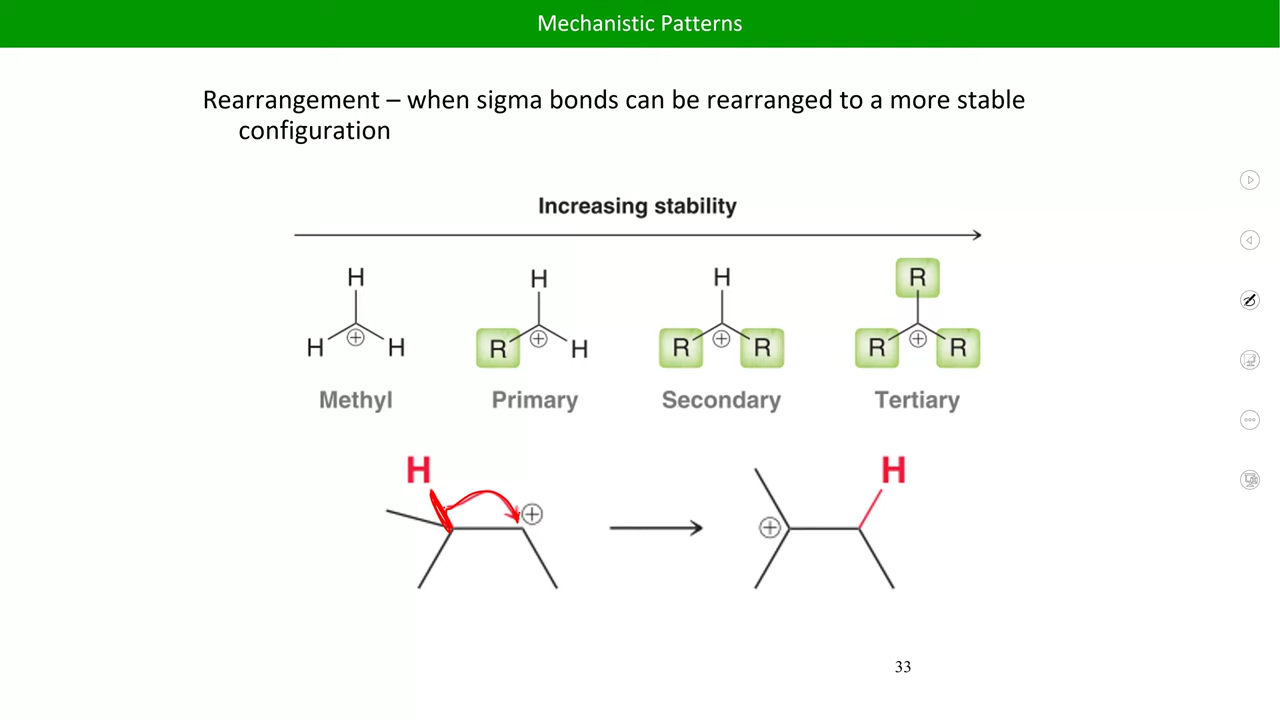 Mechanistic Patterns
Rearrangement – when sigma bonds can be rearranged to a more stable
configuration
Increasing stability
H H H R
H H R H R R R R
Methyl Primary Secondary Tertiary
H H
33